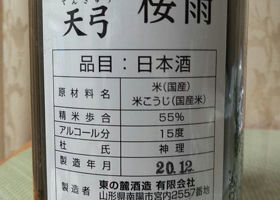 天弓 桜雨
品目：日本酒
原材料名 米(国産)
米こうじ(国産米)
精米歩合 55%
アルコール分 15度
杜氏 神理
製造年月 20.12
製造者 東の麓酒造 有限会社
山形県南陽市宮内2557番地